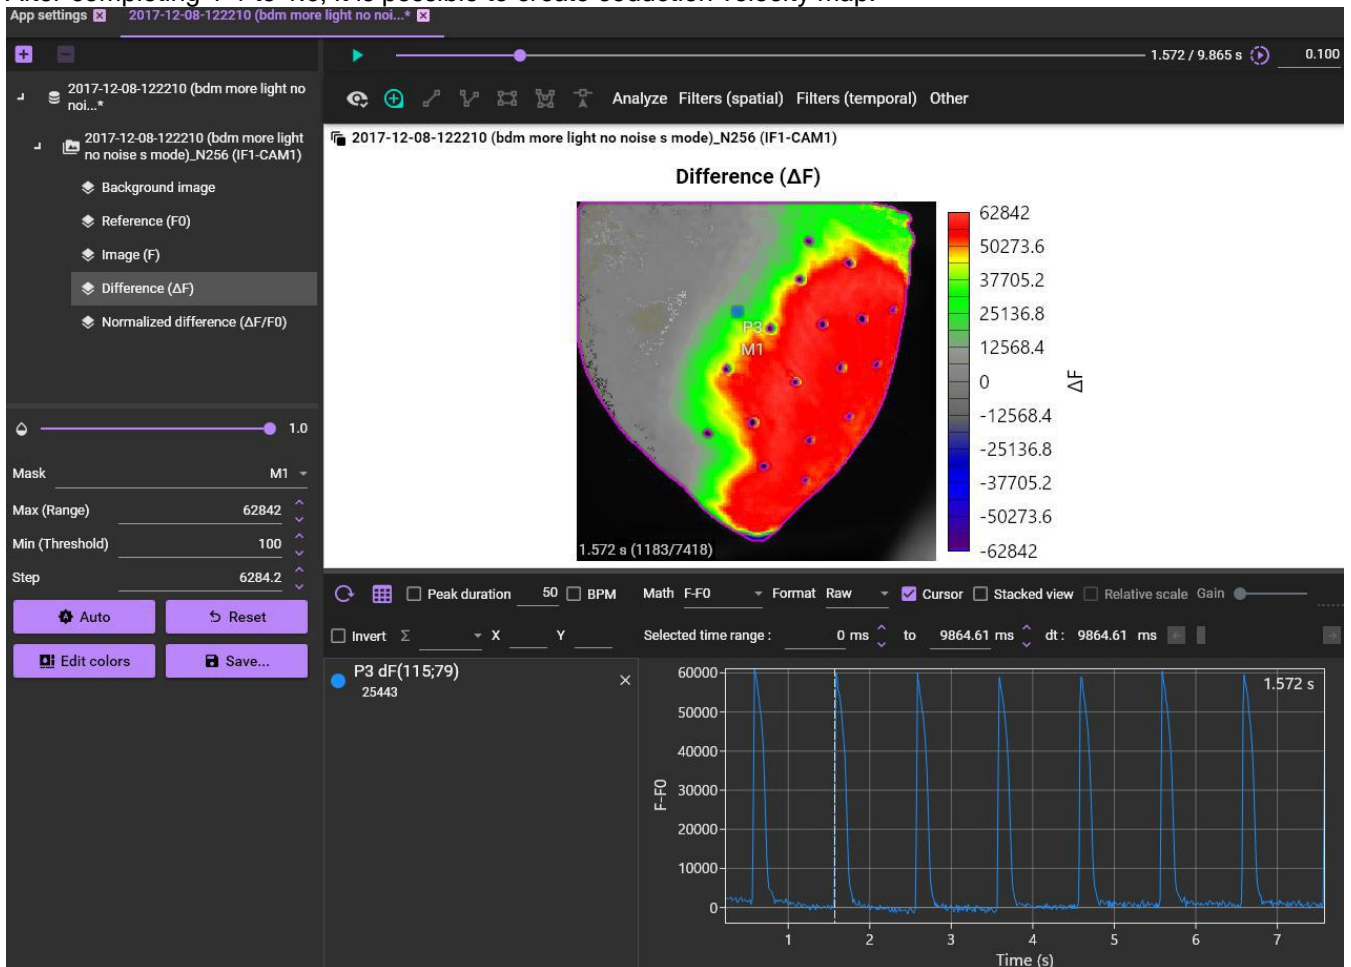 App settings
2017-12-08-122210 (bdm more light no noi...*
1.572 / 9.865 s
0.100
2017-12-08-122210 (bdm more light no
noi...*
2017-12-08-122210 (bdm more light
no noise s mode)_N256 (IF1-CAM1)
Background image
Reference (F0)
Image (F)
Difference (ΔF)
Normalized difference (ΔF/F0)
1.0
Mask M1
Max (Range) 62842
Min (Threshold) 100
Step 6284.2
Auto Reset
Edit colors Save...
Analyze Filters (spatial) Filters (temporal) Other
2017-12-08-122210 (bdm more light no noise s mode)_N256 (IF1-CAM1)
Difference (ΔF)
P3
M1
1.572 s (1183/7418)
62842
50273.6
37705.2
25136.8
12568.4
0
-12568.4
-25136.8
-37705.2
-50273.6
-62842
ΔF
Peak duration 50 BPM Math F-F0 Format Raw Cursor Stacked view Relative scale Gain
Invert Σ X Y Selected time range : 0 ms to 9864.61 ms dt : 9864.61 ms
P3 dF(115;79)
25443
1.572 s
60000
50000
40000
30000
20000
10000
0
F-F0
1 2 3 4 5 6 7
Time (s)